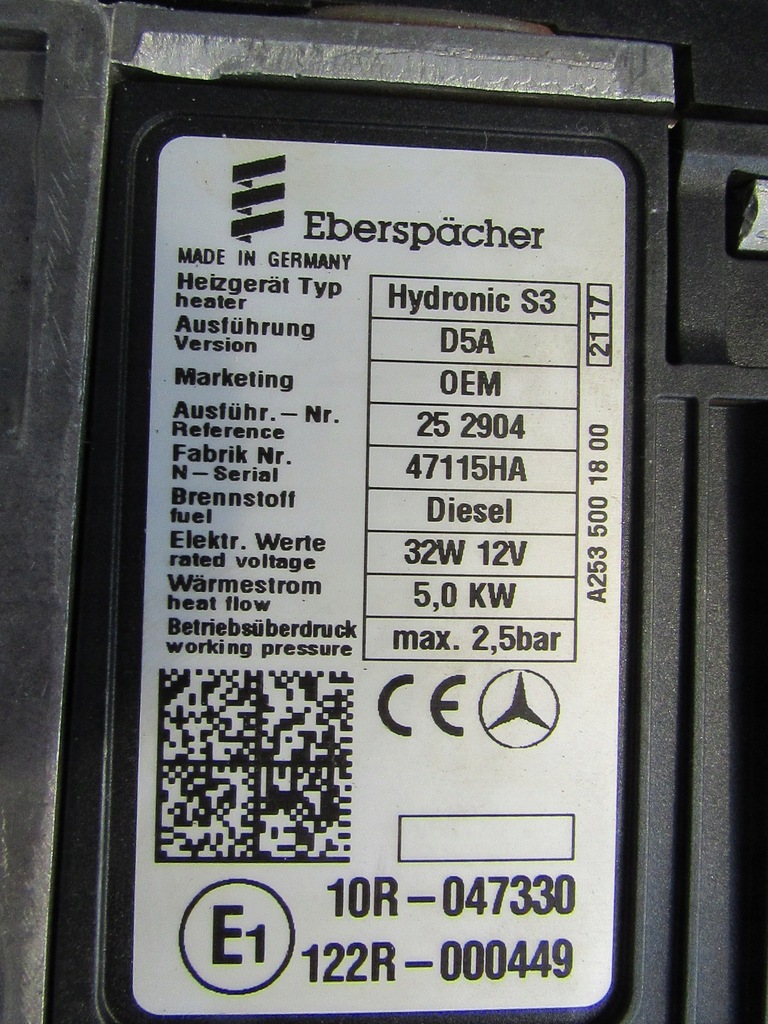 Eberspächer
MADE IN GERMANY
Heizgerät Typ
heater
Hydronic S3
Ausführung
Version
D5A
Marketing
OEM
Ausführ. – Nr.
Reference
25 2904
Fabrik Nr.
N – Serial
47115HA
Brennstoff
fuel
Diesel
Elektr. Werte
rated voltage
32W 12V
Wärmestrom
heat flow
5,0 KW
Betriebsüberdruck
working pressure
max. 2,5bar
21 17
A253 500 18 00
CE
E1
10R – 047330
122R – 000449